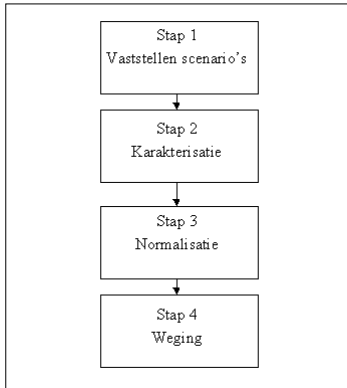 Stap 1
Vaststellen scenario's
Stap 2
Karakterisatie
Stap 3
Normalisatie
Stap 4
Weging